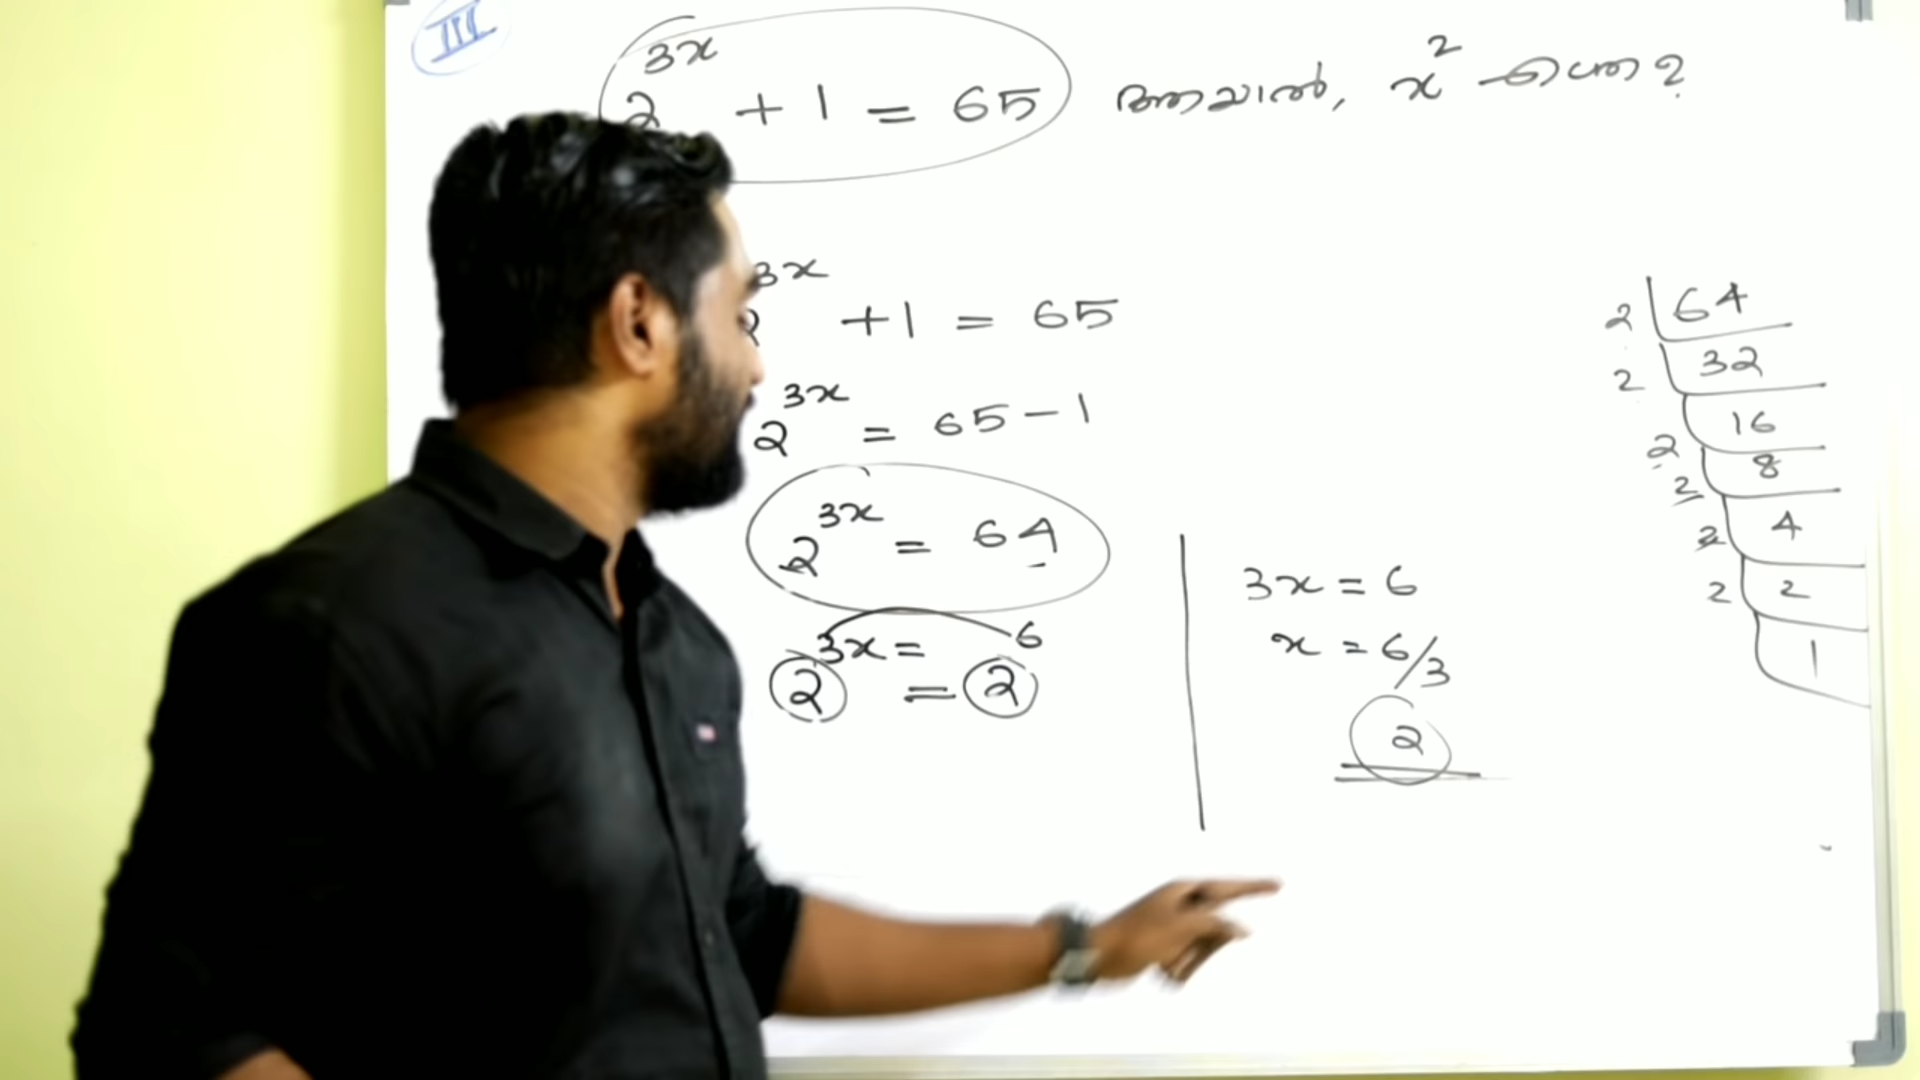 III
2^3x + 1 = 65 ആയാൽ, x^2 എത്ര?
2^3x + 1 = 65
2^3x = 65 - 1
2^3x = 64
2^3x = = 2^6
3x = 6
x = 6/3
2
2 64
2 32
2 16
2 8
2 4
2 2
1